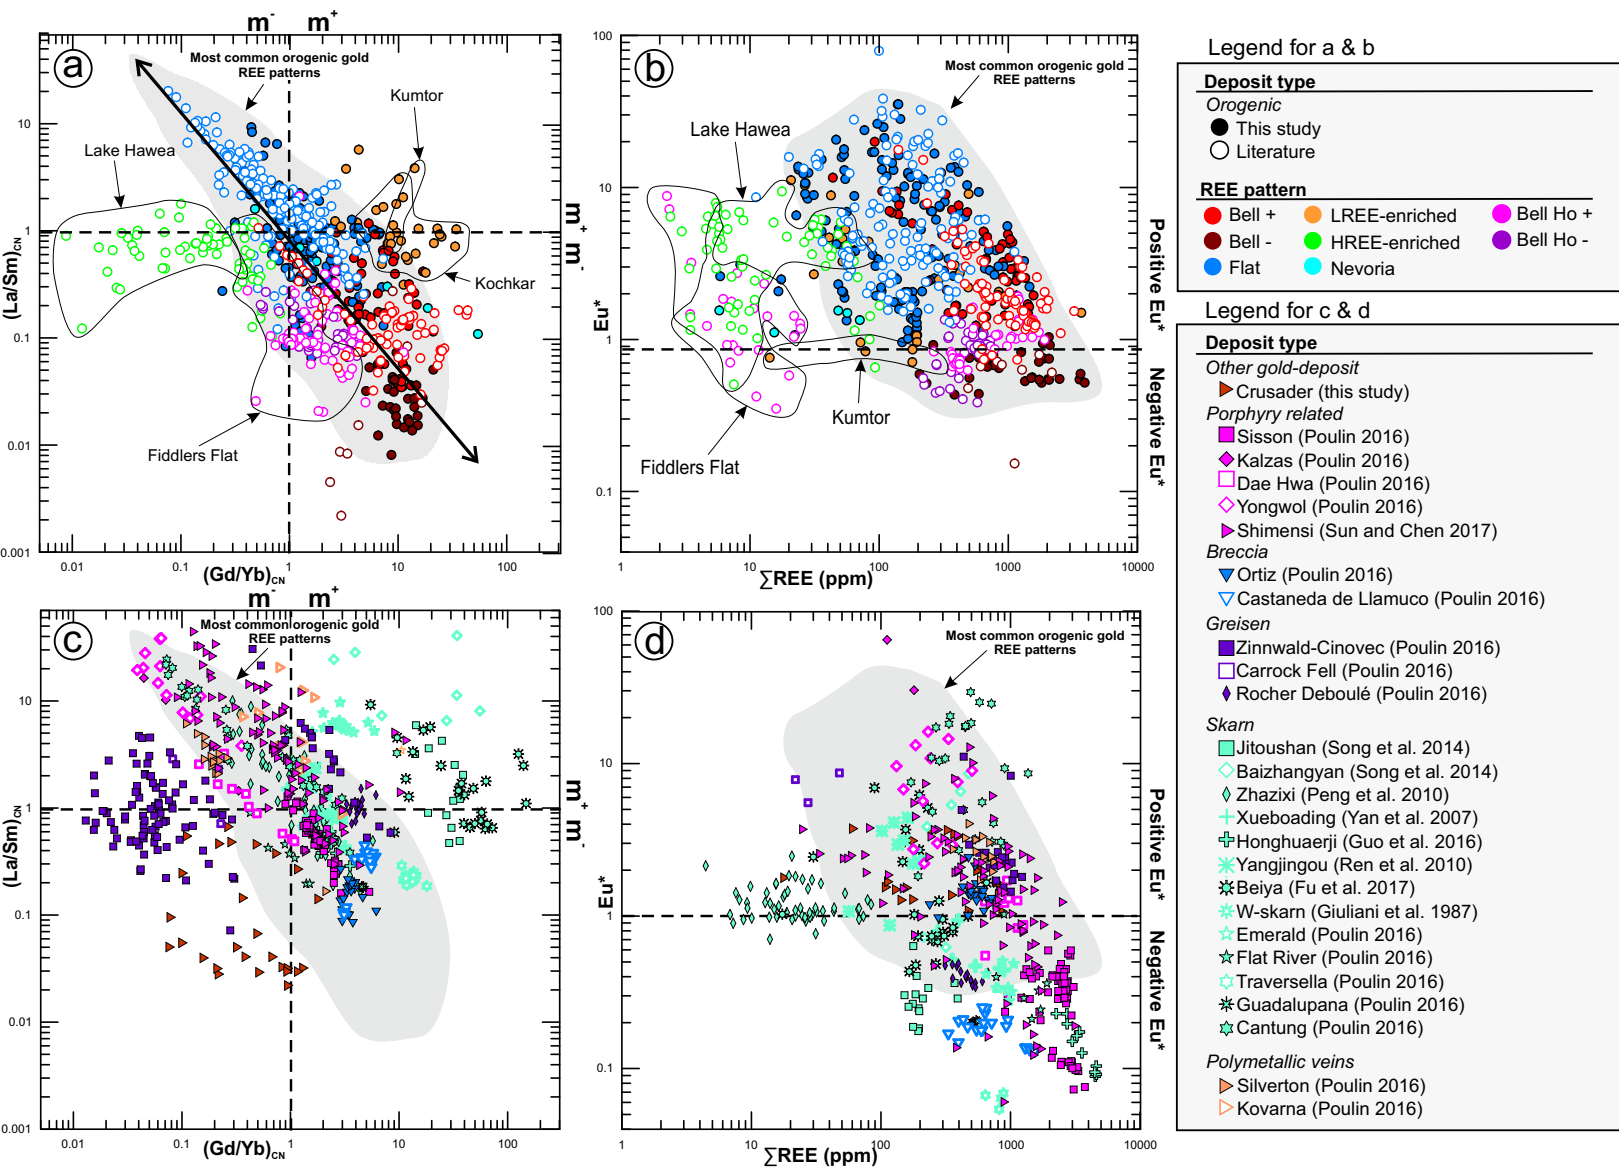 m⁻ m⁺
a
Most common orogenic gold
REE patterns
Kumtor
Lake Hawea
Kochkar
Fiddlers Flat
(La/Sm)CN
10
1
0.1
0.01
0.001
0.01 0.1 1 10 100
(Gd/Yb)CN
m⁺ m⁻
b
Most common orogenic gold
REE patterns
Lake Hawea
Kumtor
Fiddlers Flat
Eu*
100
10
1
0.1
1 10 100 1000 10000
∑REE (ppm)
Positive Eu*
Negative Eu*
m⁻ m⁺
c
Most common orogenic gold
REE patterns
(La/Sm)CN
10
1
0.1
0.01
0.001
0.01 0.1 1 10 100
(Gd/Yb)CN
m⁺ m⁻
d
Most common orogenic gold
REE patterns
Eu*
100
10
1
0.1
1 10 100 1000 10000
∑REE (ppm)
Positive Eu*
Negative Eu*
Legend for a & b
Deposit type
Orogenic
This study
Literature
REE pattern
Bell + LREE-enriched Bell Ho +
Bell - HREE-enriched Bell Ho -
Flat Nevoria
Legend for c & d
Deposit type
Other gold-deposit
Crusader (this study)
Porphyry related
Sisson (Poulin 2016)
Kalzas (Poulin 2016)
Dae Hwa (Poulin 2016)
Yongwol (Poulin 2016)
Shimensi (Sun and Chen 2017)
Breccia
Ortiz (Poulin 2016)
Castaneda de Llamuco (Poulin 2016)
Greisen
Zinnwald-Cinovec (Poulin 2016)
Carrock Fell (Poulin 2016)
Rocher Deboulé (Poulin 2016)
Skarn
Jitoushan (Song et al. 2014)
Baizhangyan (Song et al. 2014)
Zhazixi (Peng et al. 2010)
Xueboading (Yan et al. 2007)
Honghuaerji (Guo et al. 2016)
Yangjingou (Ren et al. 2010)
Beiya (Fu et al. 2017)
W-skarn (Giuliani et al. 1987)
Emerald (Poulin 2016)
Flat River (Poulin 2016)
Traversella (Poulin 2016)
Guadalupana (Poulin 2016)
Cantung (Poulin 2016)
Polymetallic veins
Silverton (Poulin 2016)
Kovarna (Poulin 2016)